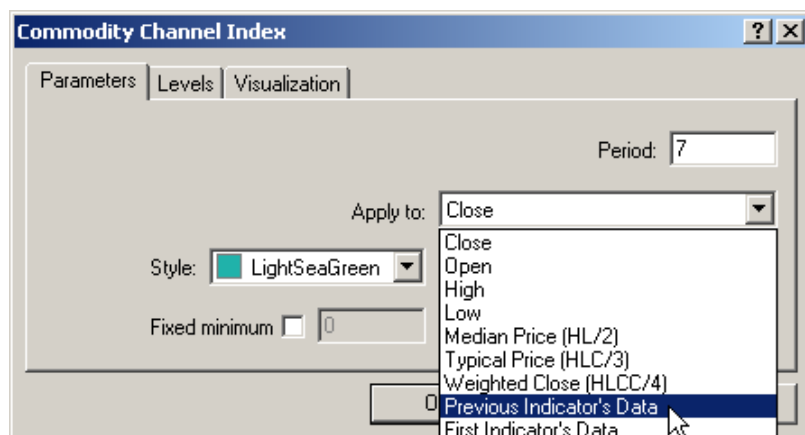 Commodity Channel Index
Parameters Levels Visualization
Period: 7
Apply to: Close
Close
Open
High
Low
Median Price (HL/2)
Typical Price (HLC/3)
Weighted Close (HLCC/4)
Previous Indicator's Data
First Indicator's Data
Style: LightSeaGreen
Fixed minimum 0